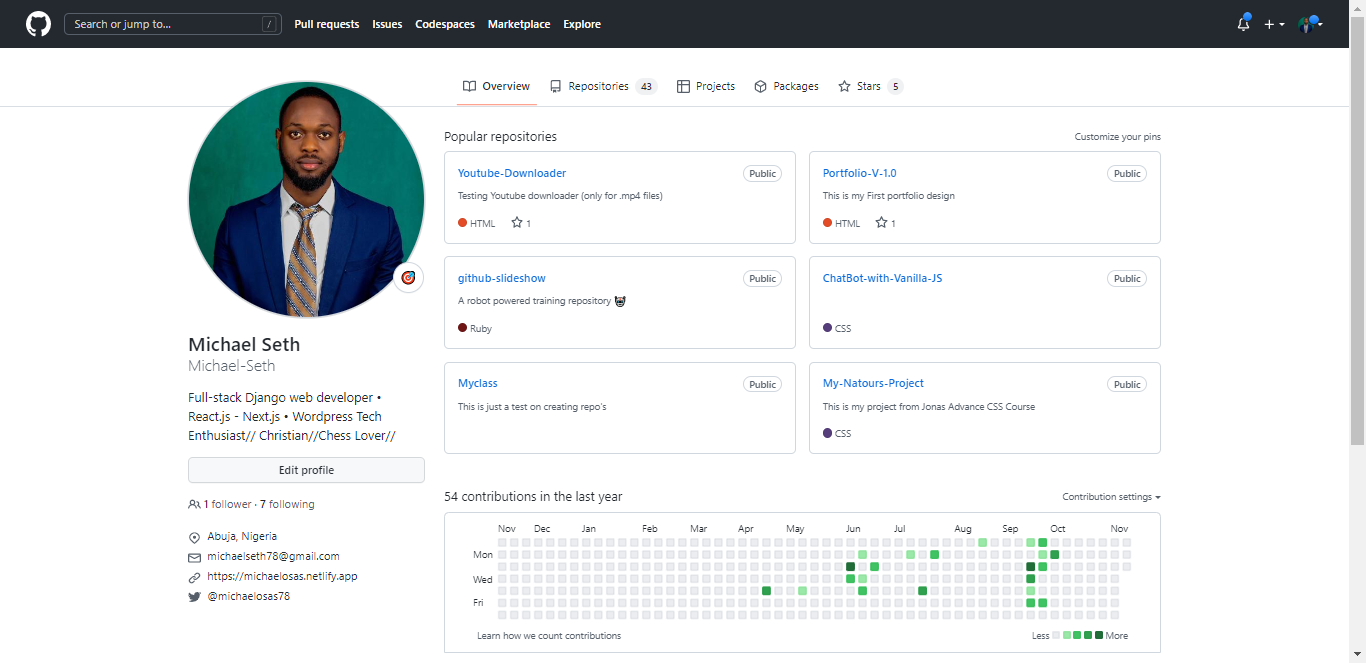 Search or jump to... /
Pull requests Issues Codespaces Marketplace Explore
Overview Repositories 43 Projects Packages Stars 5
Popular repositories
Customize your pins
Youtube-Downloader Public
Testing Youtube downloader (only for .mp4 files)
HTML 1
Portfolio-V-1.0 Public
This is my First portfolio design
HTML 1
github-slideshow Public
A robot powered training repository
Ruby
ChatBot-with-Vanilla-JS Public
CSS
Myclass Public
This is just a test on creating repo's
My-Natours-Project Public
This is my project from Jonas Advance CSS Course
CSS
Michael Seth
Michael-Seth
Full-stack Django web developer •
React.js - Next.js • Wordpress Tech
Enthusiast// Christian//Chess Lover//
Edit profile
1 follower · 7 following
Abuja, Nigeria
michaelseth78@gmail.com
https://michaelosas.netlify.app
@michaelosas78
54 contributions in the last year
Contribution settings
Nov Dec Jan Feb Mar Apr May Jun Jul Aug Sep Oct Nov
Mon
Wed
Fri
Learn how we count contributions
Less More